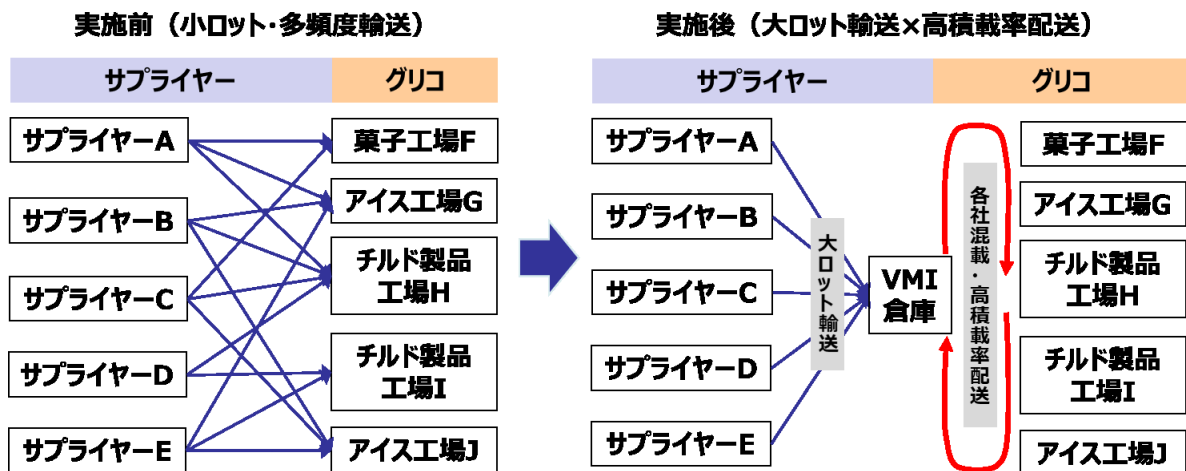 実施前（小ロット・多頻度輸送）
サプライヤー
グリコ
サプライヤーA
サプライヤーB
サプライヤーC
サプライヤーD
サプライヤーE
菓子工場F
アイス工場G
チルド製品
工場H
チルド製品
工場I
アイス工場J
実施後（大ロット輸送×高積載率配送）
サプライヤー
グリコ
サプライヤーA
サプライヤーB
サプライヤーC
サプライヤーD
サプライヤーE
大ロット輸送
VMI
倉庫
各社混載・高積載率配送
菓子工場F
アイス工場G
チルド製品
工場H
チルド製品
工場I
アイス工場J